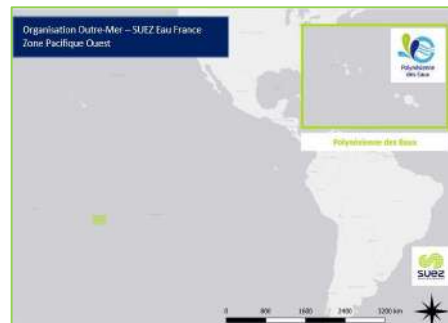 Organisation Outre-Mer – SUEZ Eau France
Zone Pacifique Ouest
Polynésienne
des Eaux
Polynésienne des Eaux
suez
0 800 1600 2400 3200 km